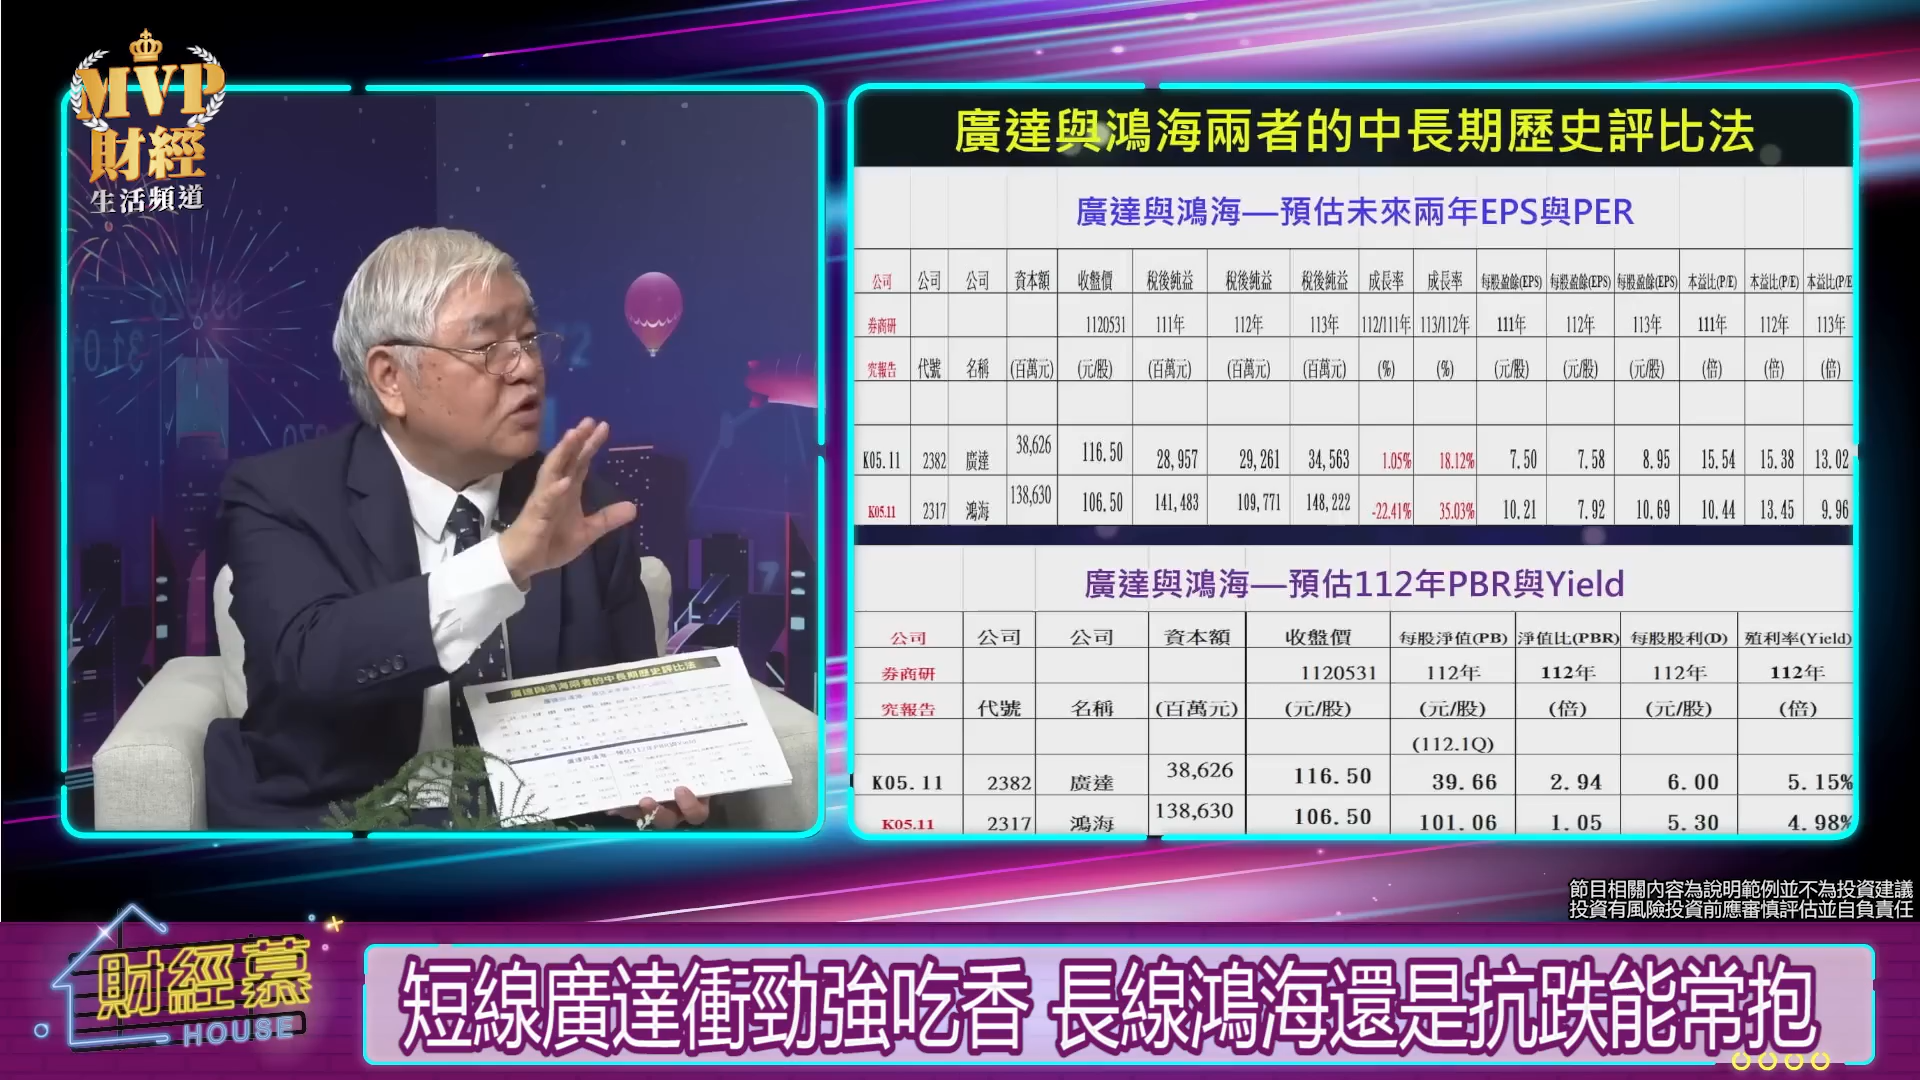 MVP
財經
生活頻道
廣達與鴻海兩者的中長期歷史評比法
廣達與鴻海—預估未來兩年EPS與PER
公司 公司 公司 資本額 收盤價 稅後純益 稅後純益 稅後純益 成長率 成長率 每股盈餘(EPS) 每股盈餘(EPS) 每股盈餘(EPS) 本益比(P/E) 本益比(P/E) 本益比(P/E
券商研 1120531 111年 112年 113年 112/111年 113/112年 111年 112年 113年 111年 112年 113年
究報告 代號 名稱 (百萬元) (元/股) (百萬元) (百萬元) (百萬元) (%) (%) (元/股) (元/股) (元/股) (倍) (倍) (倍)
K05.11 2382 廣達 38,626 116.50 28,957 29,261 34,563 1.05% 18.12% 7.50 7.58 8.95 15.54 15.38 13.02
K05.11 2317 鴻海 138,630 106.50 141,483 109,771 148,222 -22.41% 35.03% 10.21 7.92 10.69 10.44 13.45 9.96
廣達與鴻海—預估112年PBR與Yield
公司 公司 公司 資本額 收盤價 每股淨值(PB) 淨值比(PBR) 每股股利(D) 殖利率(Yield)
券商研 1120531 112年 112年 112年 112年
究報告 代號 名稱 (百萬元) (元/股) (元/股) (倍) (元/股) (倍)
(112.1Q)
K05.11 2382 廣達 38,626 116.50 39.66 2.94 6.00 5.15%
K05.11 2317 鴻海 138,630 106.50 101.06 1.05 5.30 4.98%
廣達與鴻海兩者的中長期歷史評比法
節目相關內容為說明範例並不為投資建議
投資有風險投資前應審慎評估並自負責任
財經慕
HOUSE
短線廣達衝勁強吃香 長線鴻海還是抗跌能常抱